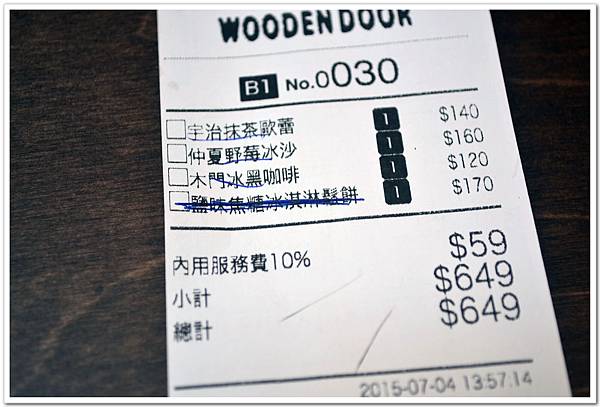 WOODEN DOOR
B1 No.0030
宇治抹茶歐蕾 1 $140
仲夏野莓冰沙 1 $160
木門冰黑咖啡 1 $120
鹽味焦糖冰淇淋鬆餅 1 $170
內用服務費10% $59
小計 $649
總計 $649
2015-07-04 13:57:14